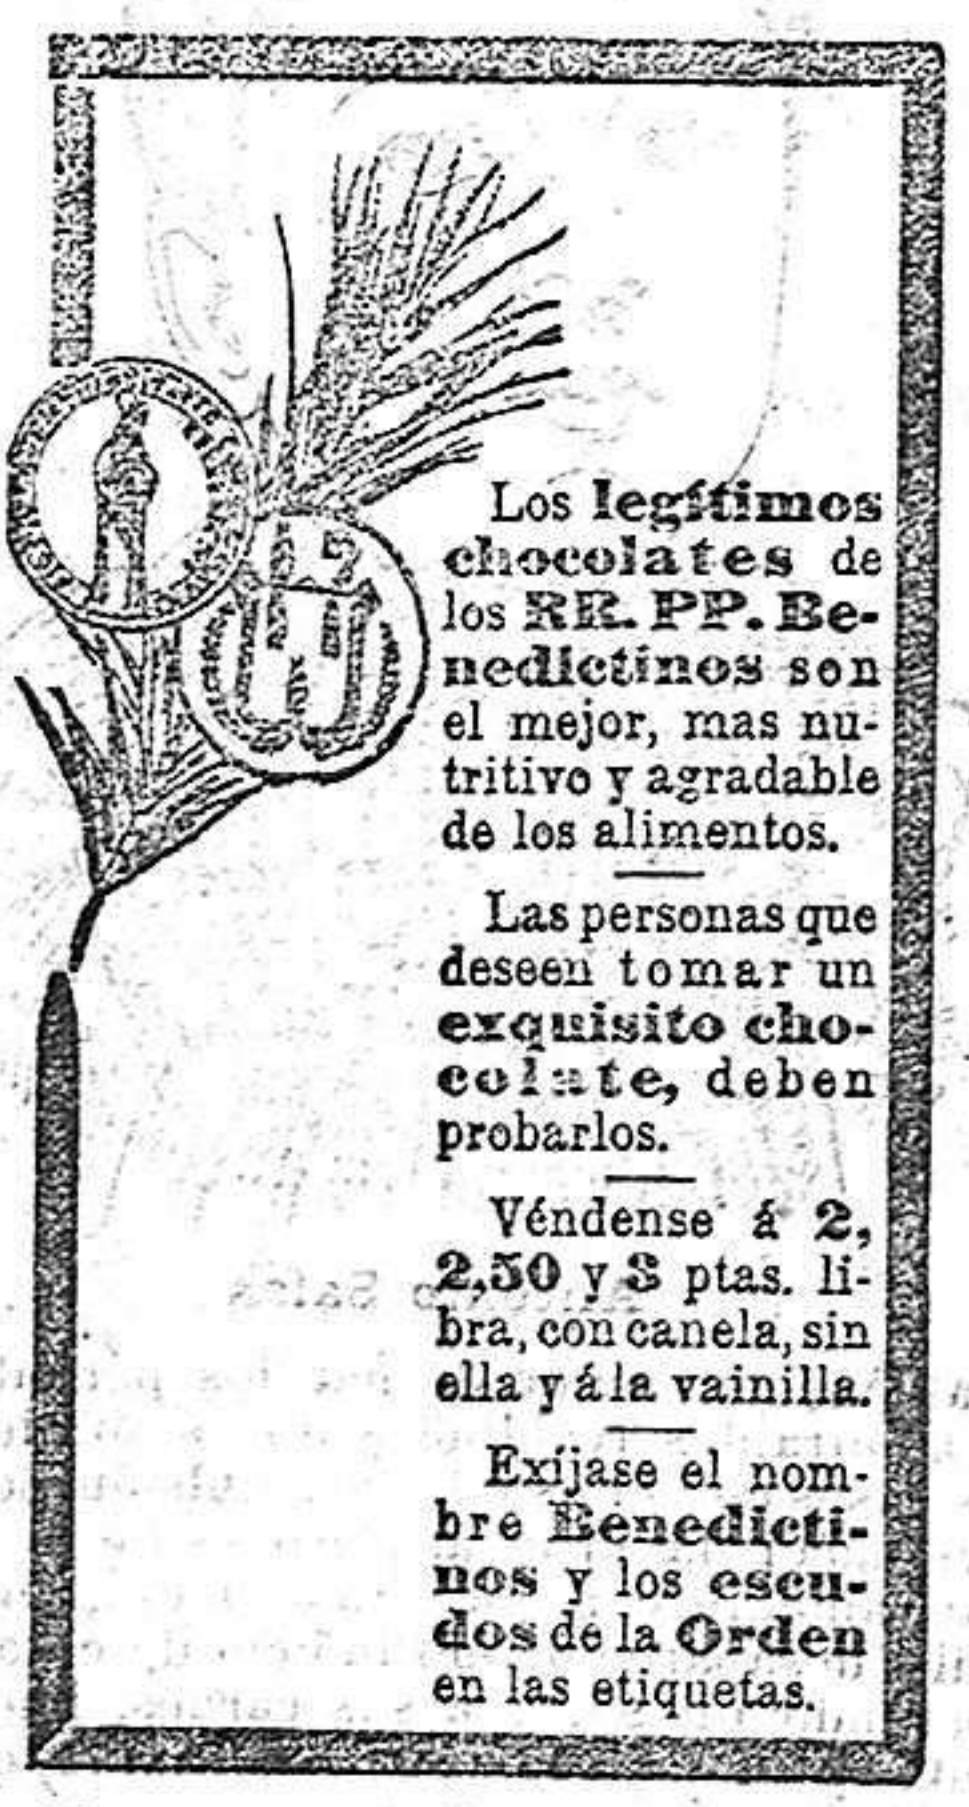 Los legítimos
chocolates de
los RR. PP. Be-
nedictinos son
el mejor, mas nu-
tritivo y agradable
de los alimentos.
Las personas que
deseen tomar un
exquisito cho-
colate, deben
probarlos.
Véndense á 2,
2,50 y 3 ptas. li-
bra, con canela, sin
ella y á la vainilla.
Exíjase el nom-
bre Benedicti-
nos y los escu-
dos de la Orden
en las etiquetas.